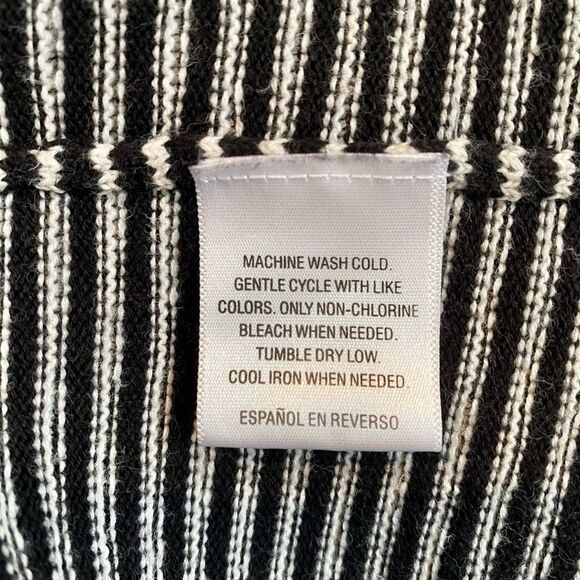 MACHINE WASH COLD.
GENTLE CYCLE WITH LIKE
COLORS. ONLY NON-CHLORINE
BLEACH WHEN NEEDED.
TUMBLE DRY LOW.
COOL IRON WHEN NEEDED.
ESPAÑOL EN REVERSO